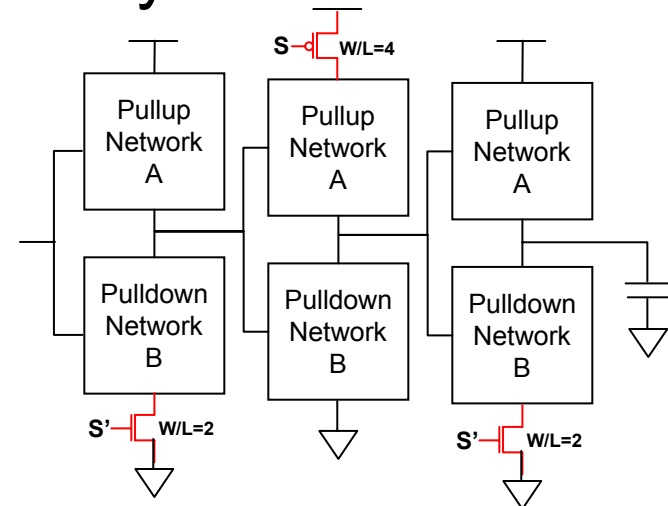 S
W/L=4
Pullup
Network
A
Pullup
Network
A
Pullup
Network
A
Pulldown
Network
B
Pulldown
Network
B
Pulldown
Network
B
S'
W/L=2
S'
W/L=2